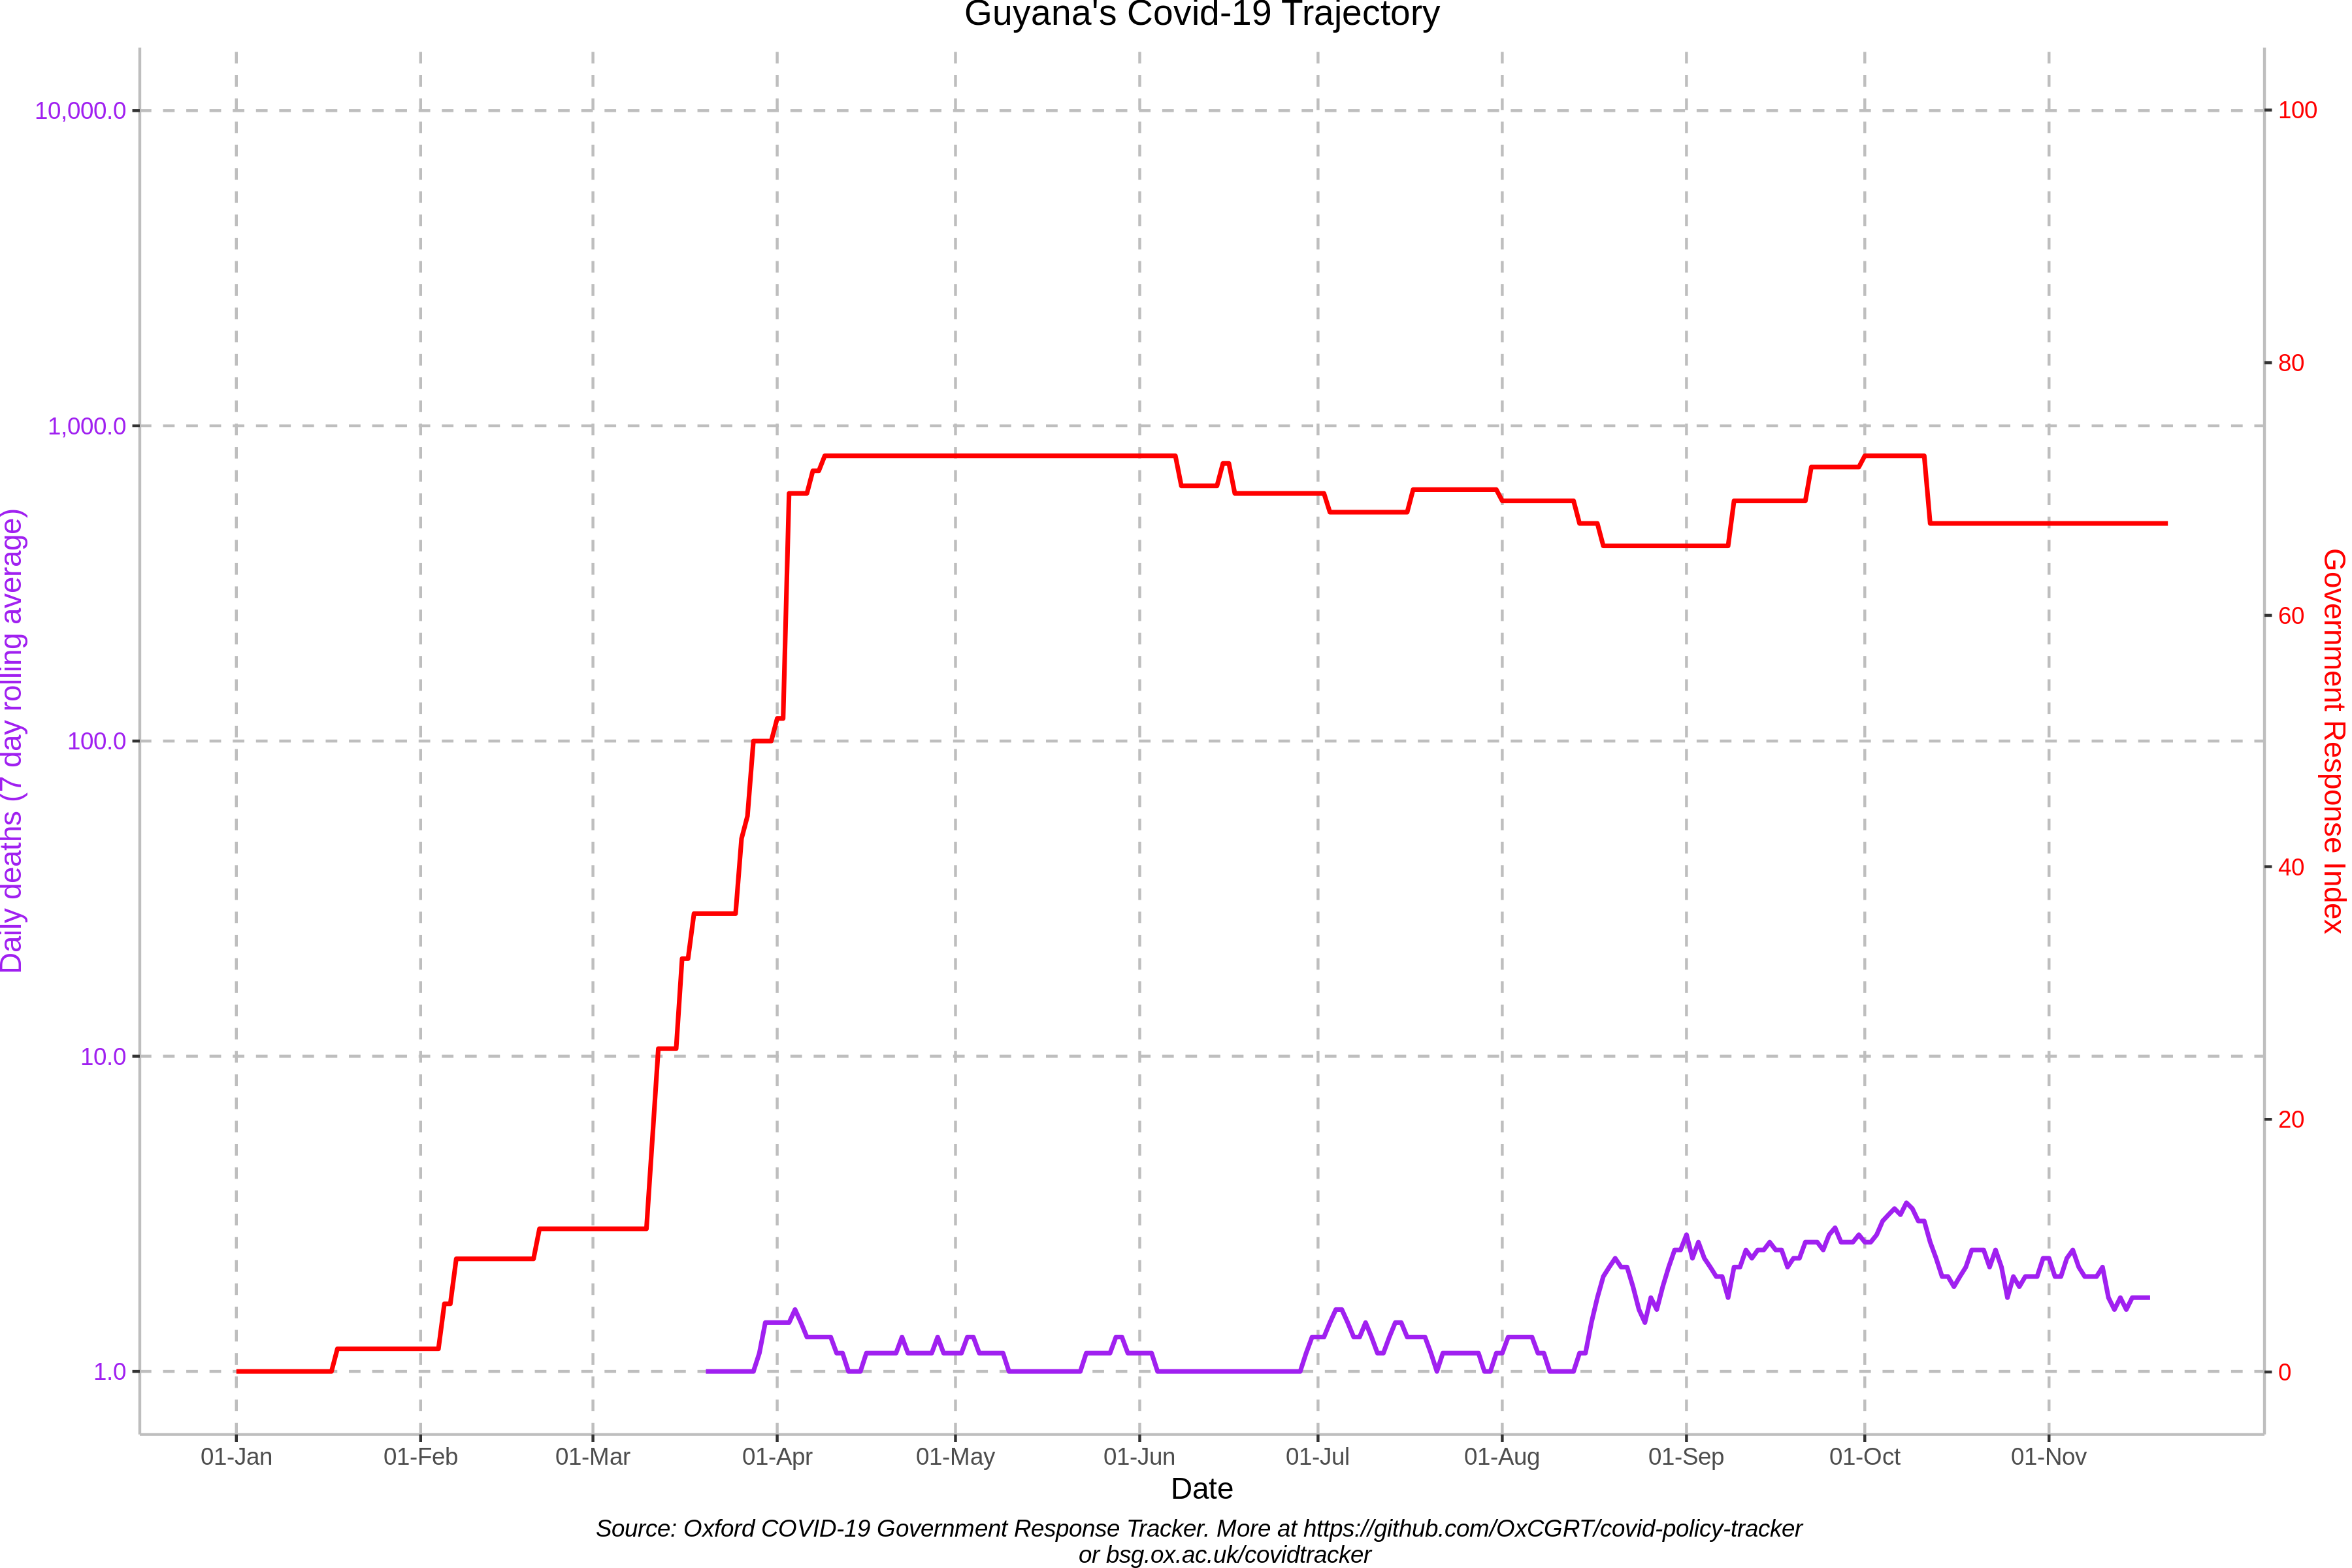 Guyana's Covid-19 Trajectory
10,000.0
1,000.0
100.0
10.0
1.0
Daily deaths (7 day rolling average)
100
80
60
40
20
0
Government Response Index
01-Jan 01-Feb 01-Mar 01-Apr 01-May 01-Jun 01-Jul 01-Aug 01-Sep 01-Oct 01-Nov
Date
Source: Oxford COVID-19 Government Response Tracker. More at https://github.com/OxCGRT/covid-policy-tracker
or bsg.ox.ac.uk/covidtracker